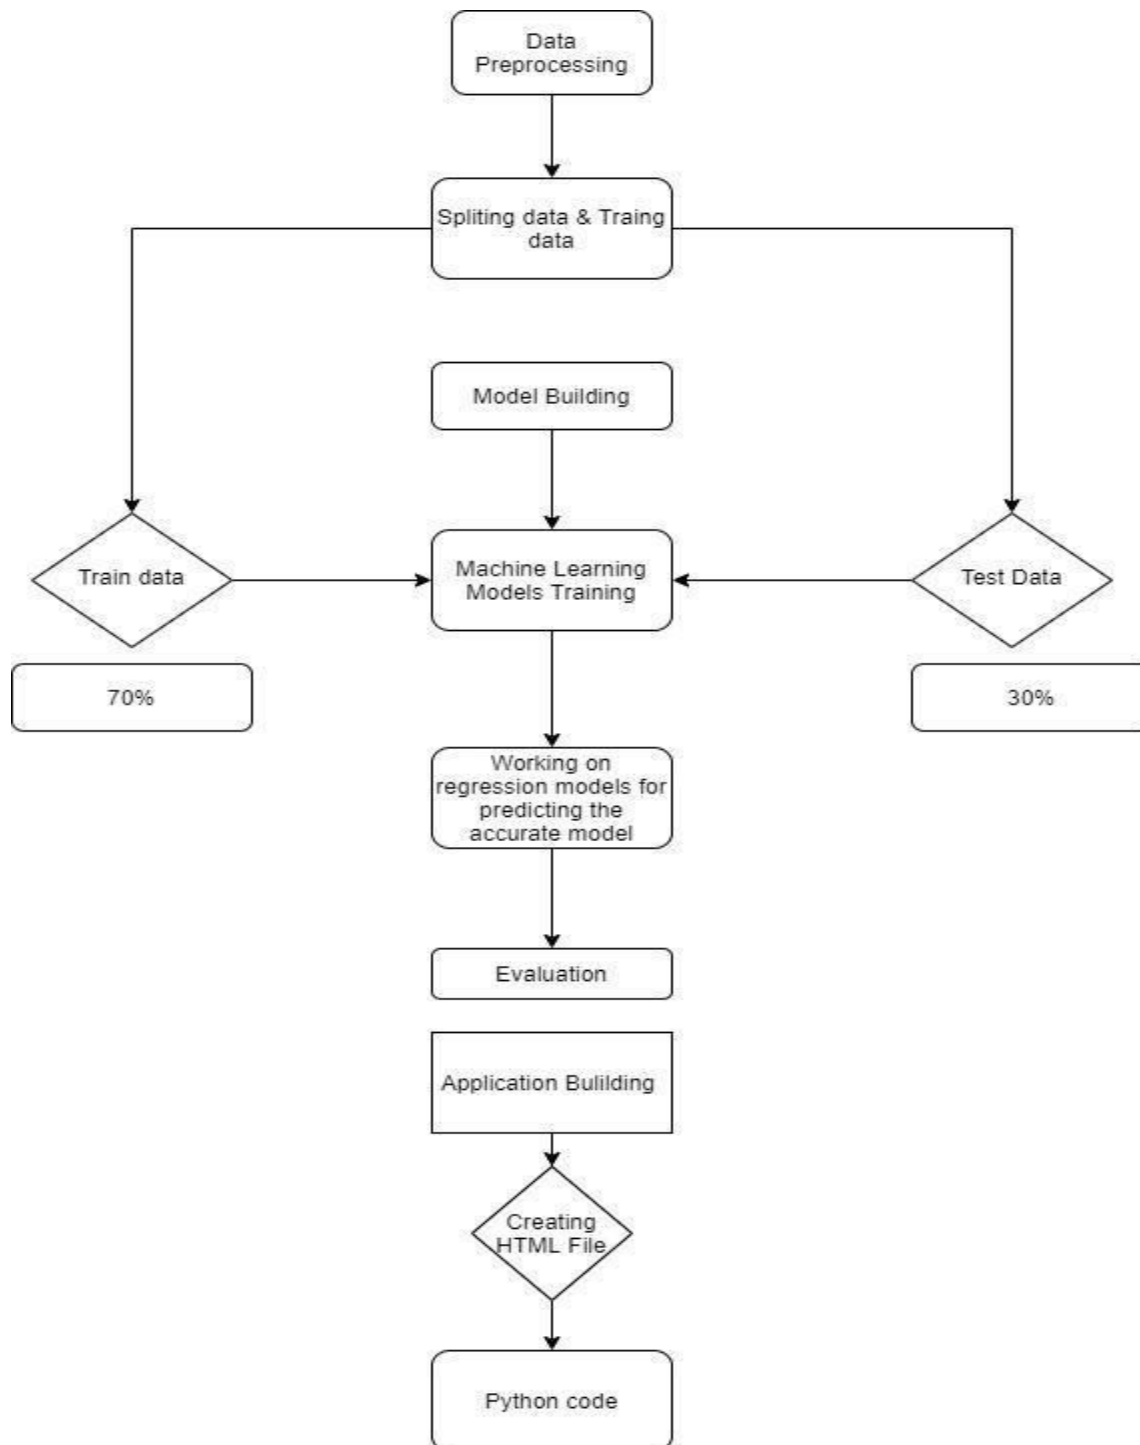 Data
Preprocessing
Spliting data & Traing
data
Model Building
Train data
Machine Learning
Models Training
Test Data
70%
30%
Working on
regression models for
predicting the
accurate model
Evaluation
Application Bulilding
Creating
HTML File
Python code